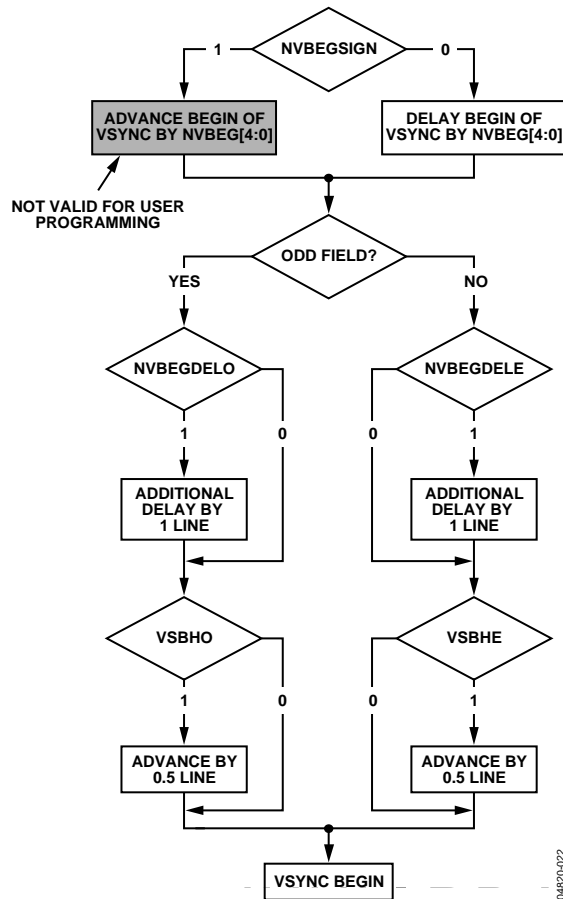 1
NVBEGSIGN
0
ADVANCE BEGIN OF
VSYNC BY NVBEG[4:0]
DELAY BEGIN OF
VSYNC BY NVBEG[4:0]
NOT VALID FOR USER
PROGRAMMING
ODD FIELD?
YES
NO
NVBEGDELO
NVBEGDELE
1
0
0
1
ADDITIONAL
DELAY BY
1 LINE
ADDITIONAL
DELAY BY
1 LINE
VSBHO
VSBHE
1
0
0
1
ADVANCE BY
0.5 LINE
ADVANCE BY
0.5 LINE
VSYNC BEGIN
04820-022